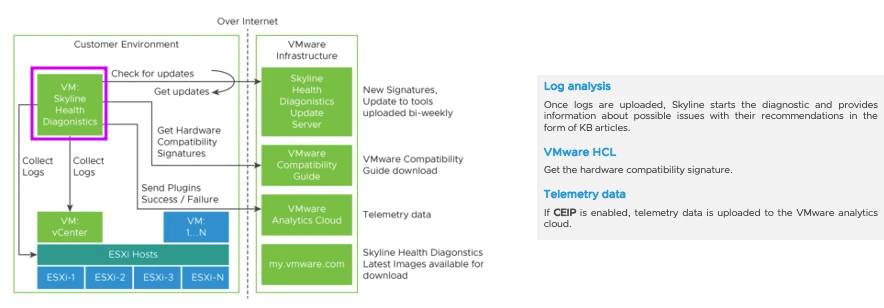 Over Internet
Customer Environment
VMware
Infrastructure
VM:
Skyline
Health
Diagonistics
Check for updates
Get updates
Skyline
Health
Diagonistics
Update
Server
New Signatures,
Update to tools
uploaded bi-weekly
Get Hardware
Compatibility
Signatures
VMware
Compatibility
Guide
VMware Compatibility
Guide download
Collect
Logs
Collect
Logs
Send Plugins
Success / Failure
VMware
Analytics Cloud
Telemetry data
VM:
vCenter
VM:
1...N
ESXi Hosts
ESXi-1
ESXi-2
ESXi-3
ESXi-N
my.vmware.com
Skyline Health Diagonstics
Latest Images available for
download
Log analysis
Once logs are uploaded, Skyline starts the diagnostic and provides
information about possible issues with their recommendations in the
form of KB articles.
VMware HCL
Get the hardware compatibility signature.
Telemetry data
If CEIP is enabled, telemetry data is uploaded to the VMware analytics
cloud.